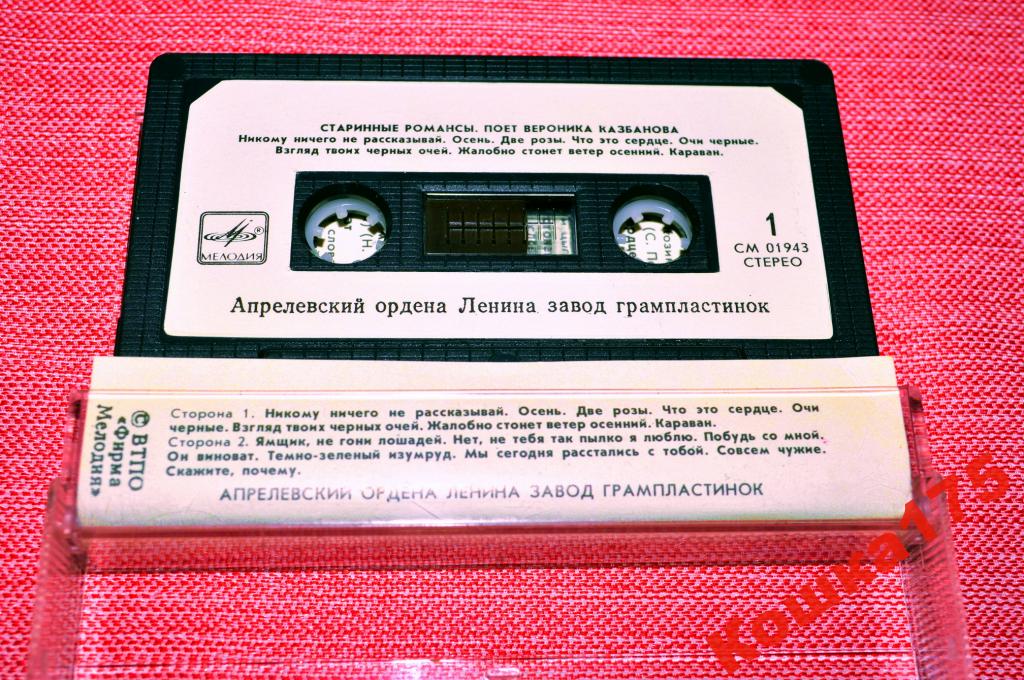 СТАРИННЫЕ РОМАНСЫ. ПОЕТ ВЕРОНИКА КАЗБАНОВА
Никому ничего не рассказывай. Осень. Две розы. Что это сердце. Очи черные.
Взгляд твоих черных очей. Жалобно стонет ветер осенний. Караван.
МЕЛОДИЯ ®
1
СМ 01943
СТЕРЕО
Апрелевский ордена Ленина завод грампластинок
© ВТПО
«Фирма
Мелодия»
Сторона 1. Никому ничего не рассказывай. Осень. Две розы. Что это сердце. Очи
черные. Взгляд твоих черных очей. Жалобно стонет ветер осенний. Караван.
Сторона 2. Ямщик, не гони лошадей. Нет, не тебя так пылко я люблю. Побудь со мной.
Он виноват. Темно-зеленый изумруд. Мы сегодня расстались с тобой. Совсем чужие.
Скажите, почему.
АПРЕЛЕВСКИЙ ОРДЕНА ЛЕНИНА ЗАВОД ГРАМПЛАСТИНОК
Кошка175